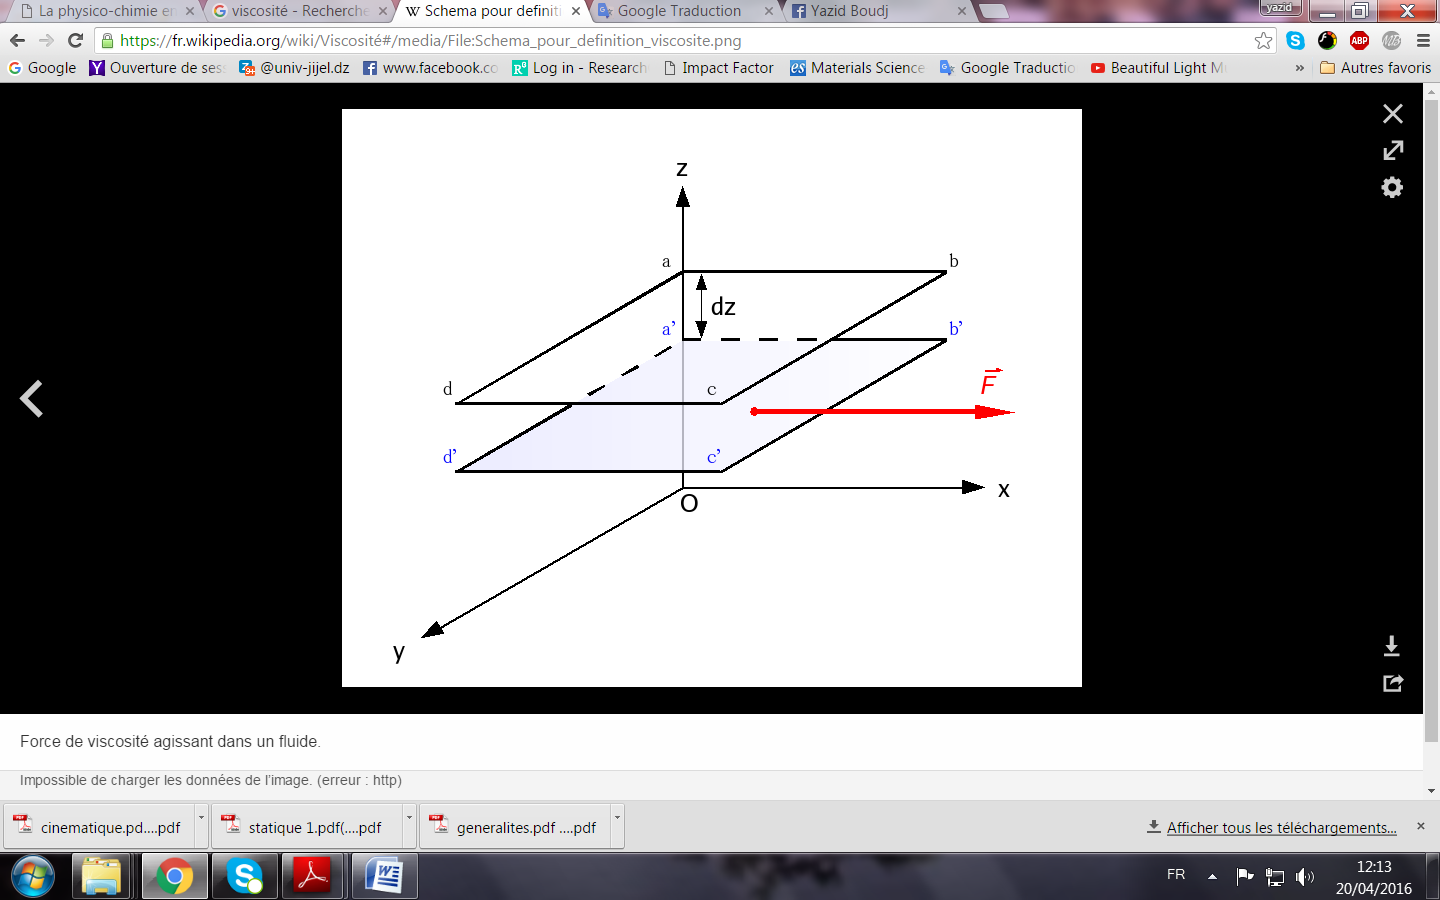 yazid
La physico-chimie en
viscosité - Recherche
W Schema pour definiti
Google Traduction
Yazid Boudj
https://fr.wikipedia.org/wiki/Viscosité#/media/File:Schema_pour_definition_viscosite.png
ABP
Google
Ouverture de ses
@univ-jijel.dz
www.facebook.co
Log in - Research
Impact Factor
es Materials Science
Google Traductio
Beautiful Light M
»
Autres favoris
z
a
b
dz
a’
b’
F
d
c
d’
c’
x
O
y
Force de viscosité agissant dans un fluide.
Impossible de charger les données de l’image. (erreur : http)
cinematique.pd....pdf
statique 1.pdf(....pdf
generalites.pdf ....pdf
Afficher tous les téléchargements...
FR
12:13
20/04/2016